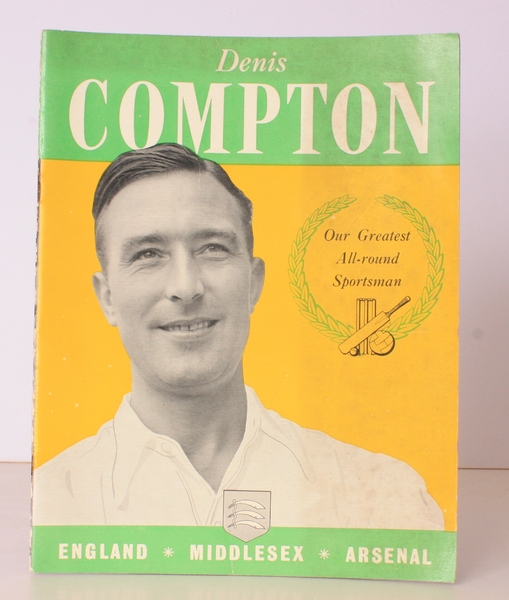 Denis
COMPTON
Our Greatest
All-round
Sportsman
ENGLAND * MIDDLESEX * ARSENAL